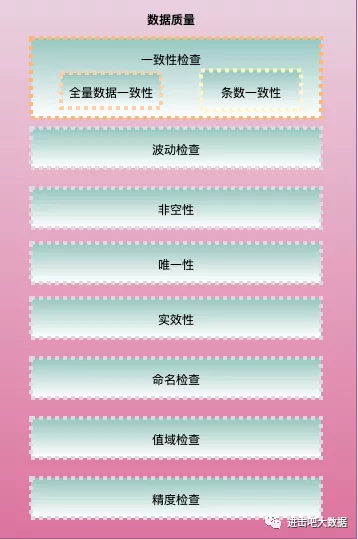 数据质量
一致性检查
全量数据一致性
条数一致性
波动检查
非空性
唯一性
实效性
命名检查
值域检查
精度检查
进击吧大数据